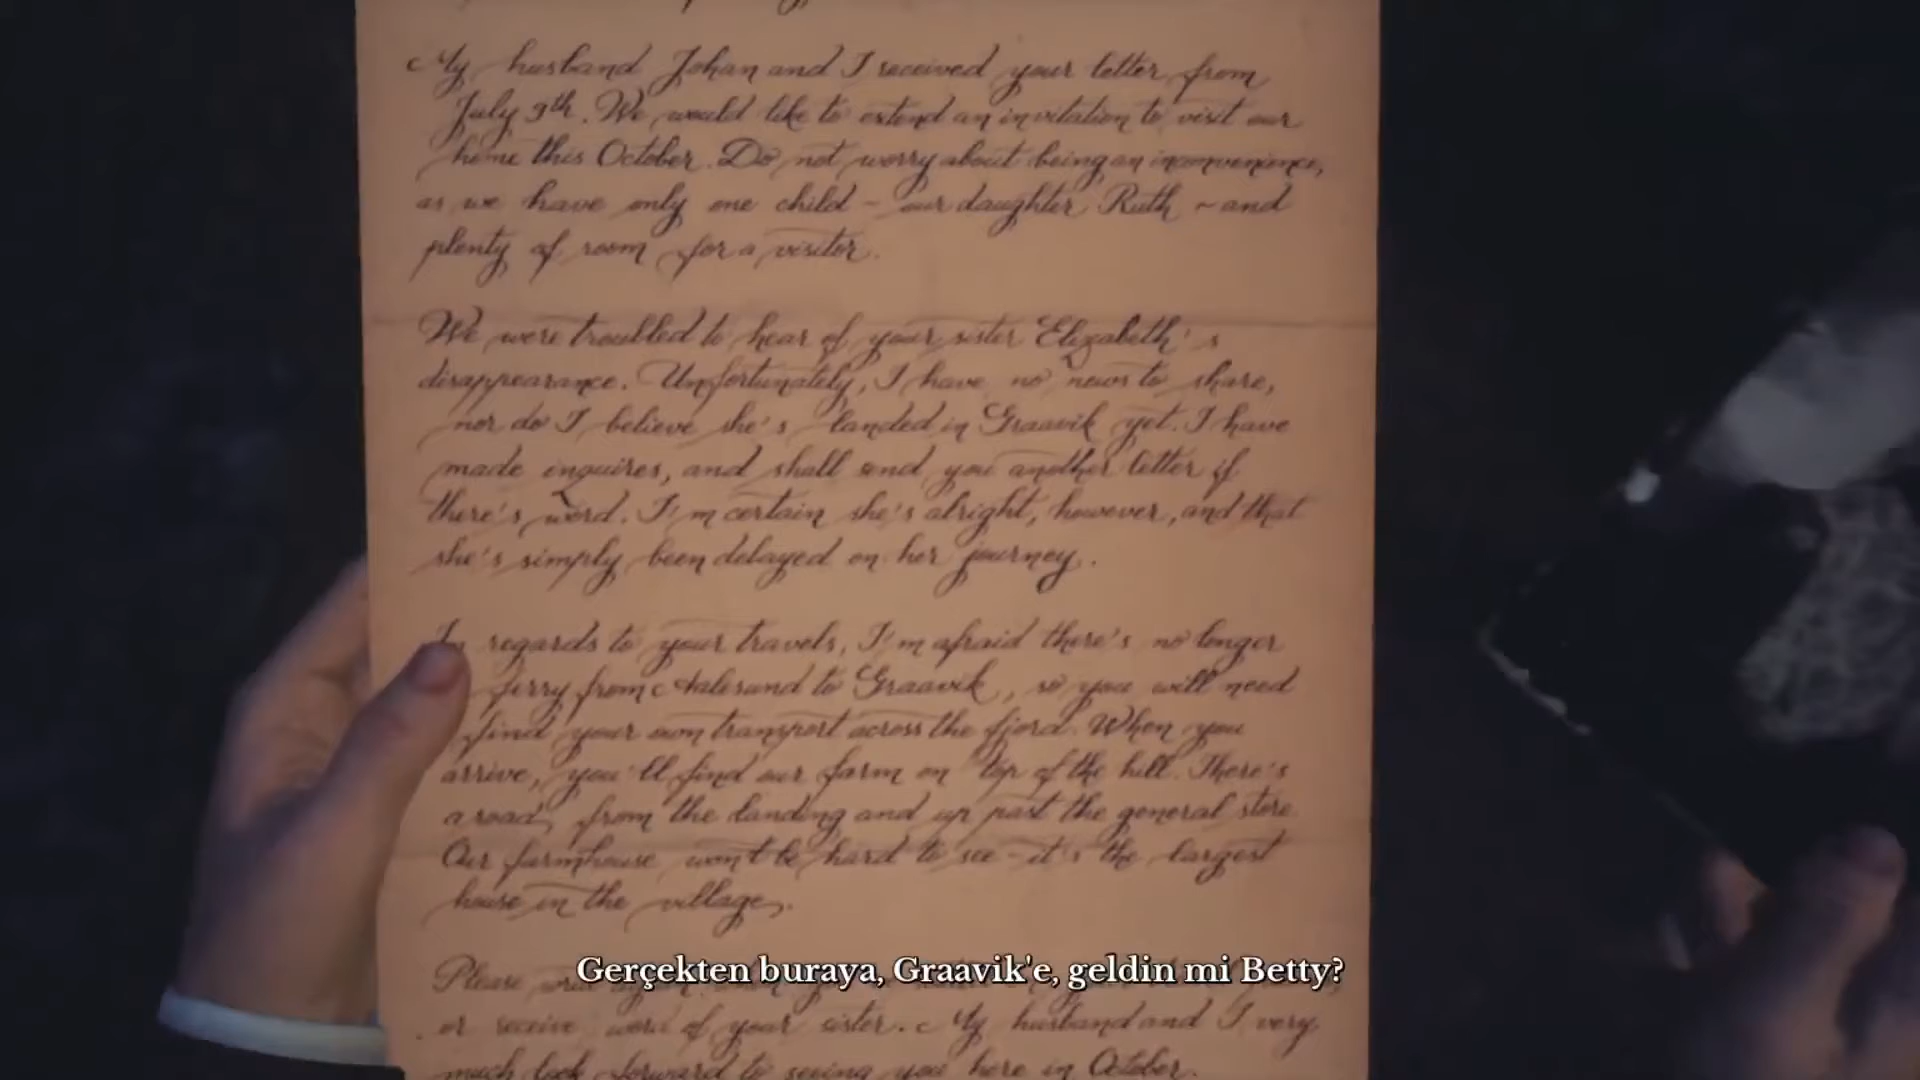 My husband Johan and I received your letter from
July 9th. We would like to extend an invitation to visit our
home this October. Do not worry about being an inconvenience,
as we have only one child - our daughter Ruth - and
plenty of room for a visitor.
We were troubled to hear of your sister Elizabeth's
disappearance. Unfortunately, I have no news to share,
nor do I believe she's landed in Graavik yet. I have
made inquires, and shall send you another letter if
there's word. I'm certain she's alright, however, and that
she's simply been delayed on her journey.
In regards to your travels, I'm afraid there's no longer
ferry from Aalesund to Graavik, so you will need
find your own transport across the fjord. When you
arrive, you'll find our farm on top of the hill. There's
a road from the landing and up past the general store.
Our farmhouse won't be hard to see - it's the largest
house in the village.
Please
Gerçekten buraya, Graavik'e, geldin mi Betty?
or receive word of your sister. My husband and I very
much look forward to seeing you here in October.